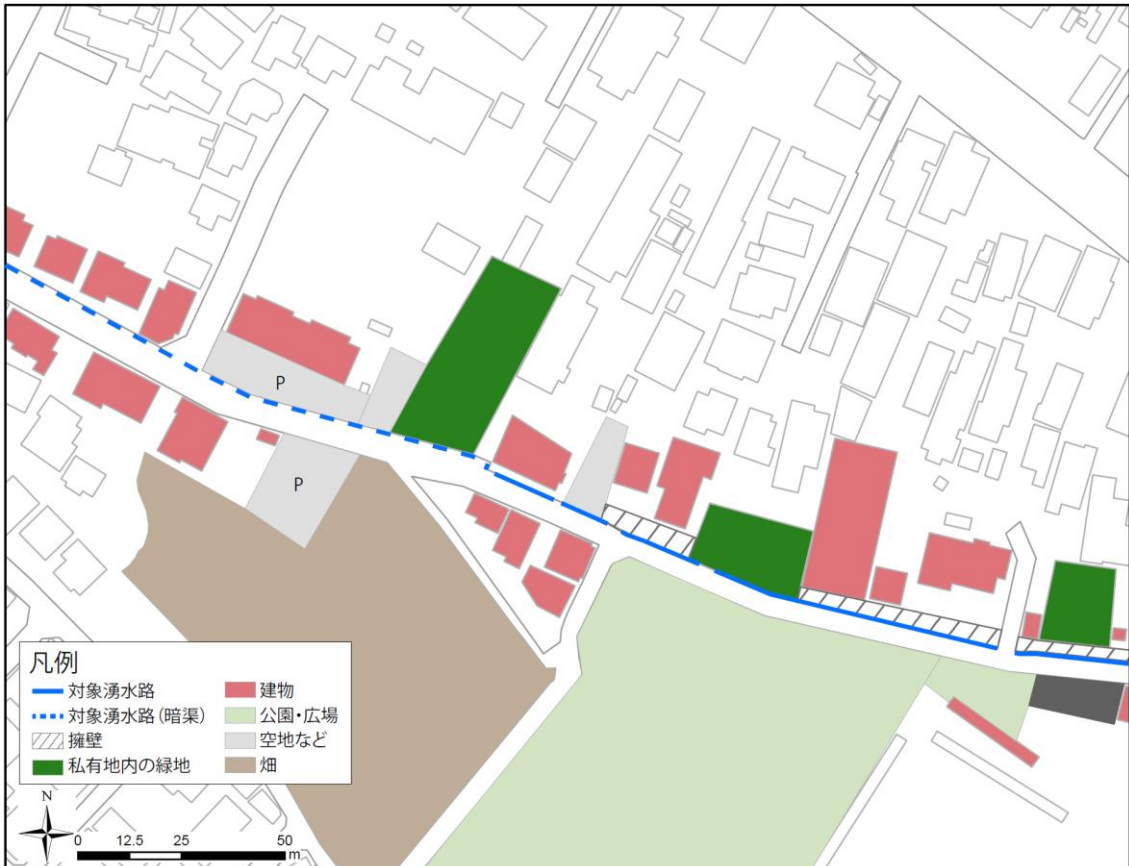 P
P
凡例
対象湧水路
対象湧水路(暗渠)
擁壁
私有地内の緑地
建物
公園・広場
空地など
畑
N
0 12.5 25 50
m